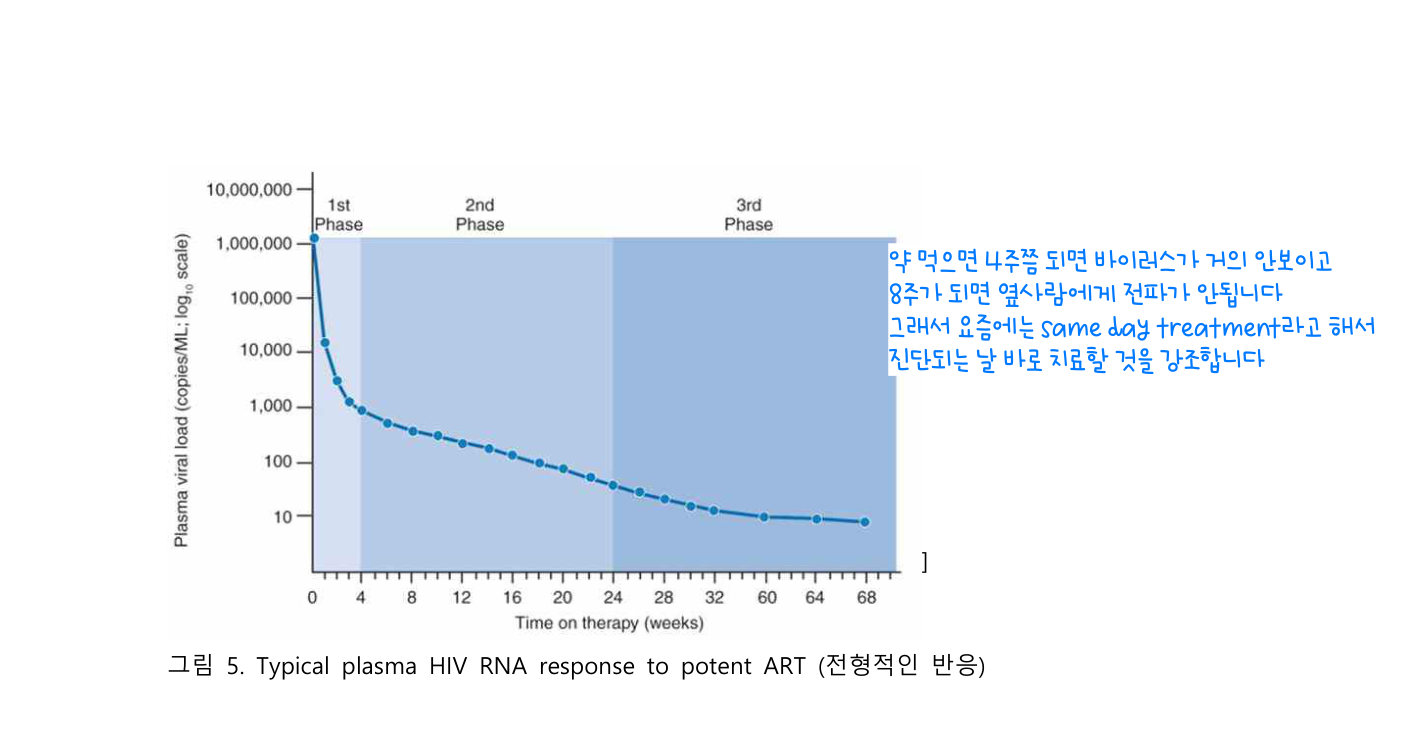 10,000,000
1st
Phase
2nd
Phase
3rd
Phase
1,000,000
100,000
10,000
1,000
100
10
Plasma viral load (copies/ML; log10 scale)
0 4 8 12 16 20 24 28 32 60 64 68
Time on therapy (weeks)
약 먹으면 4주쯤 되면 바이러스가 거의 안보이고
8주가 되면 옆사람에게 전파가 안됩니다
그래서 요즘에는 same day treatment라고 해서
진단되는 날 바로 치료할 것을 강조합니다
]
그림 5. Typical plasma HIV RNA response to potent ART (전형적인 반응)